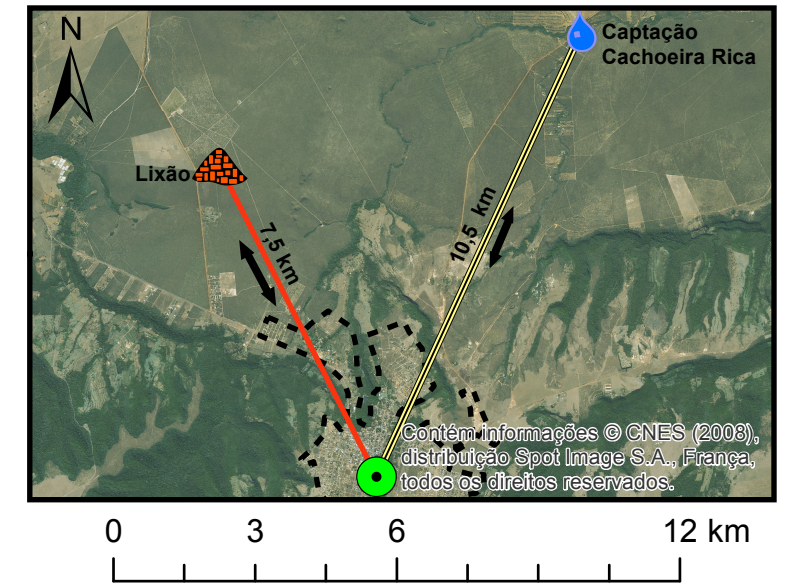 N
Captação
Cachoeira Rica
Lixão
7,5 km
10,5 km
Contém informações © CNES (2008),
distribuição Spot Image S.A., França,
todos os direitos reservados.
0 3 6 12 km